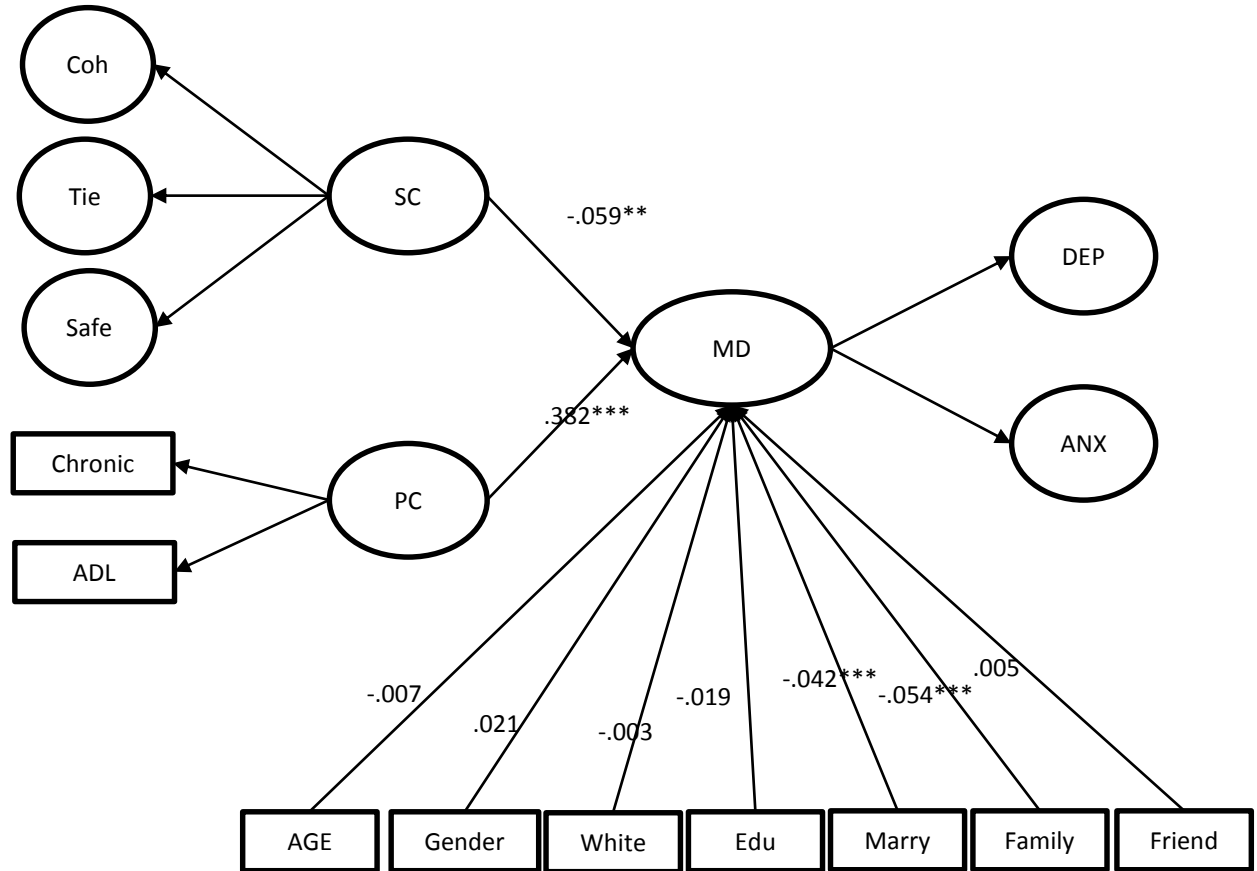 Coh
Tie
SC
Safe
-.059**
DEP
MD
ANX
.382***
Chronic
PC
ADL
-.007
.021
-.003
-.019
-.042***
-.054***
.005
AGE
Gender
White
Edu
Marry
Family
Friend